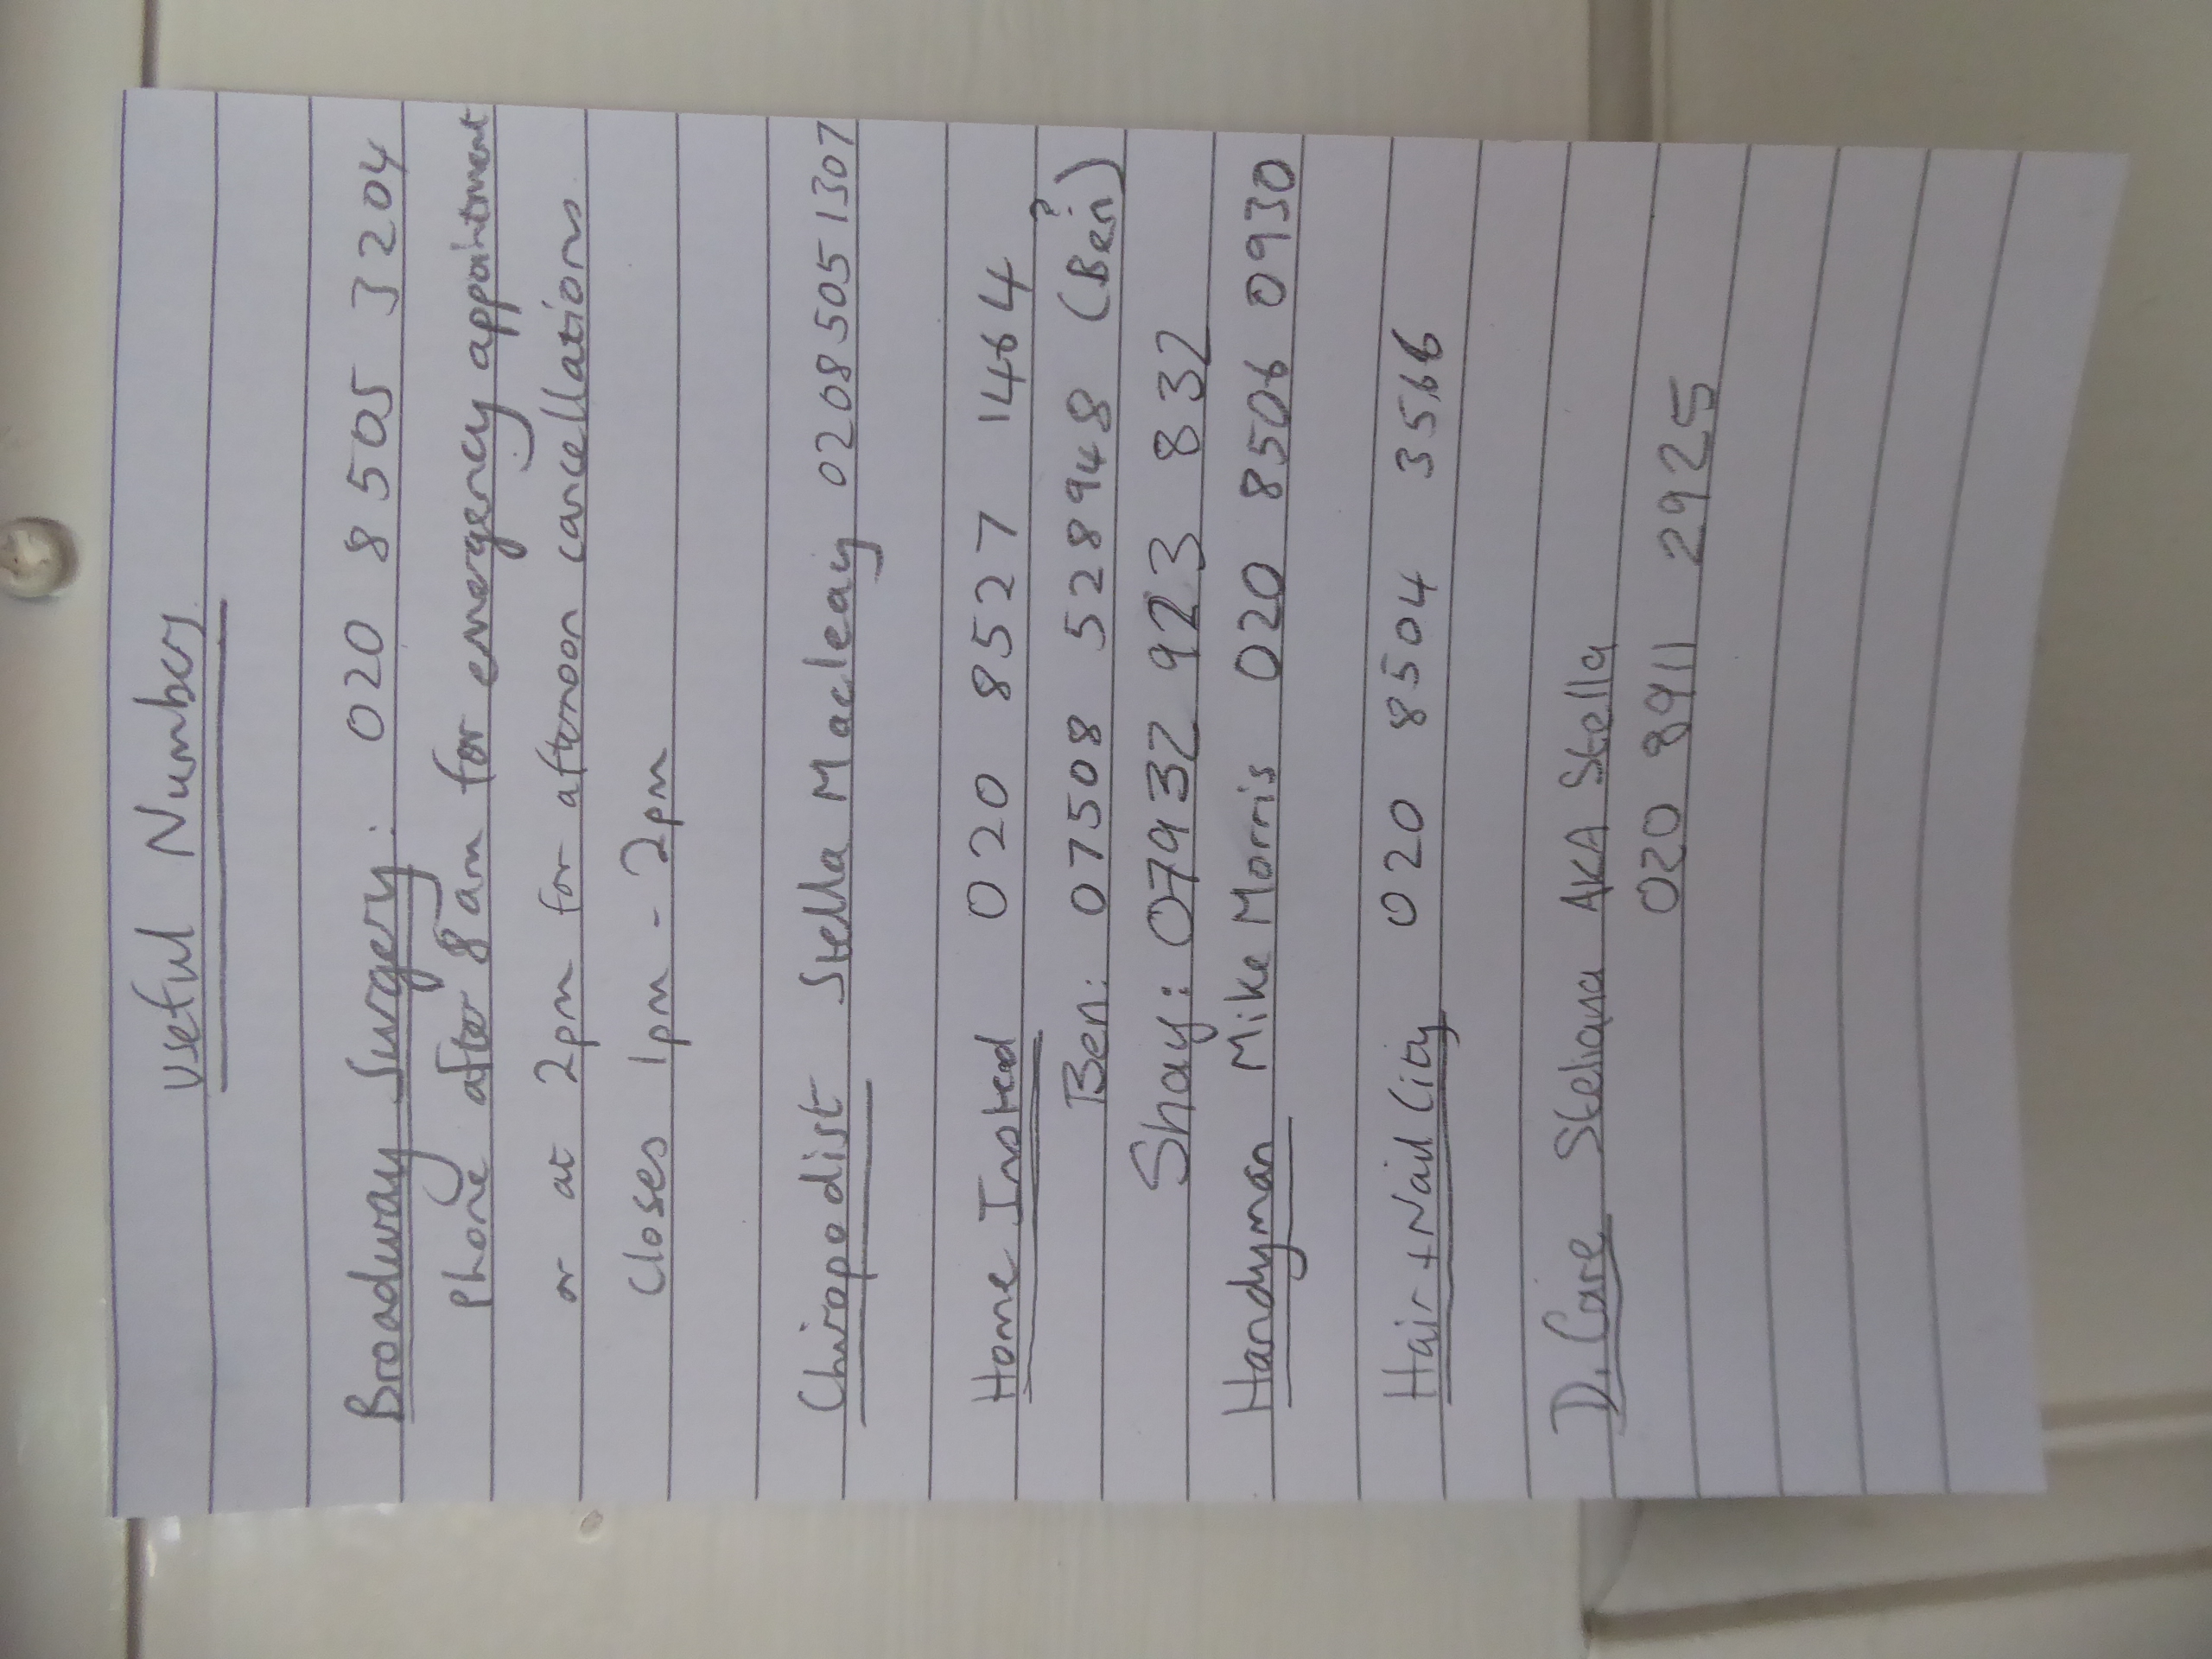 Useful Numbers
Broadway Surgery: 020 8505 3204
Phone after 8am for emergency appointment
or at 2pm for afternoon cancellations
Closes 1pm - 2pm
Chiropodist Stella Macleay 020 8505 1307
Home Instead 020 8527 1464
Ben: 07508 528948 (Ben?)
Shay: 07932 923 832
Handyman Mike Morris 020 8506 0930
Hair + Nail City 020 8504 3566
D. Care Steliana AKA Stella
020 8911 2925